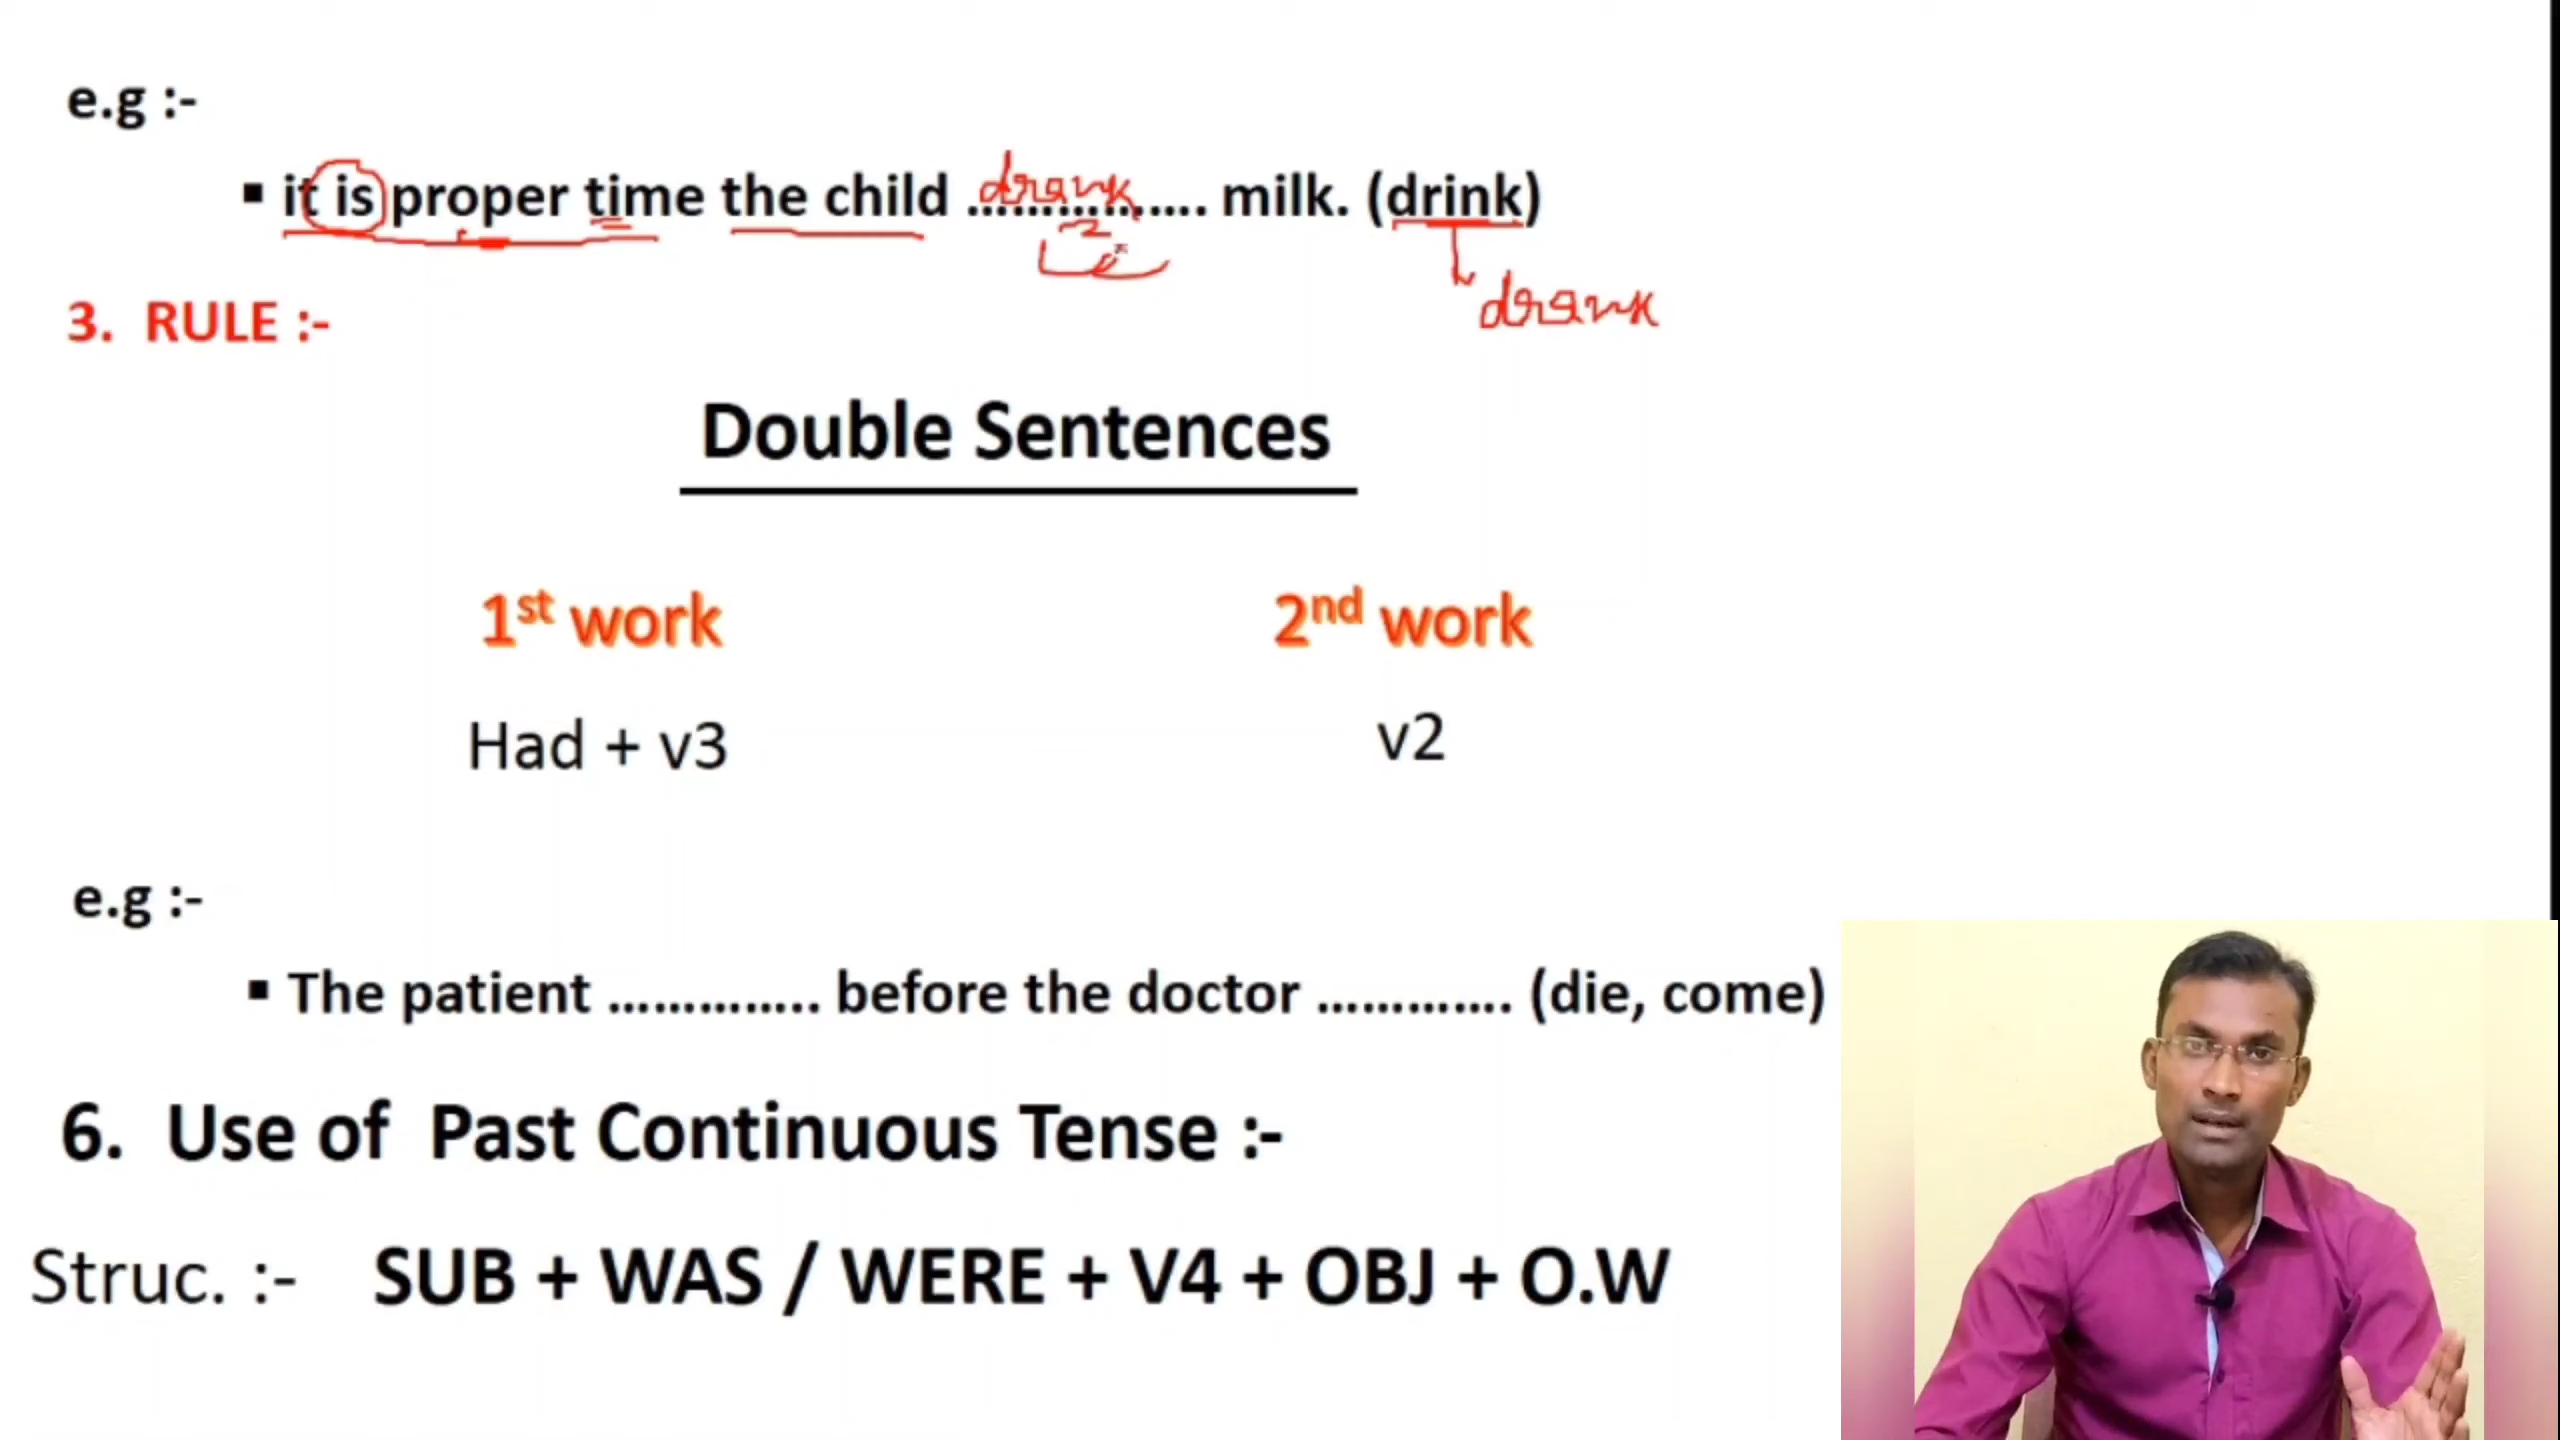 e.g :-
drank
▪ it is proper time the child ................ milk. (drink)
2
drank
3. RULE :-
Double Sentences
1st work 2nd work
Had + v3 v2
e.g :-
▪ The patient .............. before the doctor ............. (die, come)
6. Use of Past Continuous Tense :-
Struc. :- SUB + WAS / WERE + V4 + OBJ + O.W